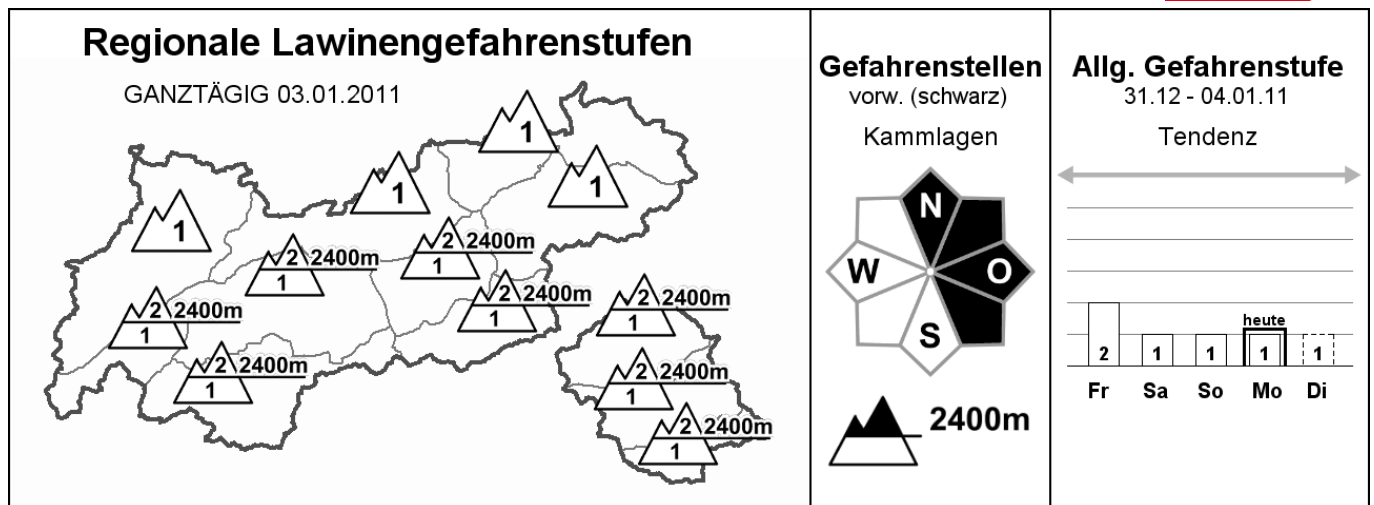 Regionale Lawinengefahrenstufen
GANZTÄGIG 03.01.2011
1
1
1
1
2 2400m
1
2 2400m
1
2 2400m
1
2 2400m
1
2 2400m
1
2 2400m
1
2 2400m
1
2 2400m
1
Gefahrenstellen
vorw. (schwarz)
Kammlagen
N
W O
S
2400m
Allg. Gefahrenstufe
31.12 - 04.01.11
Tendenz
heute
2 1 1 1 1
Fr Sa So Mo Di